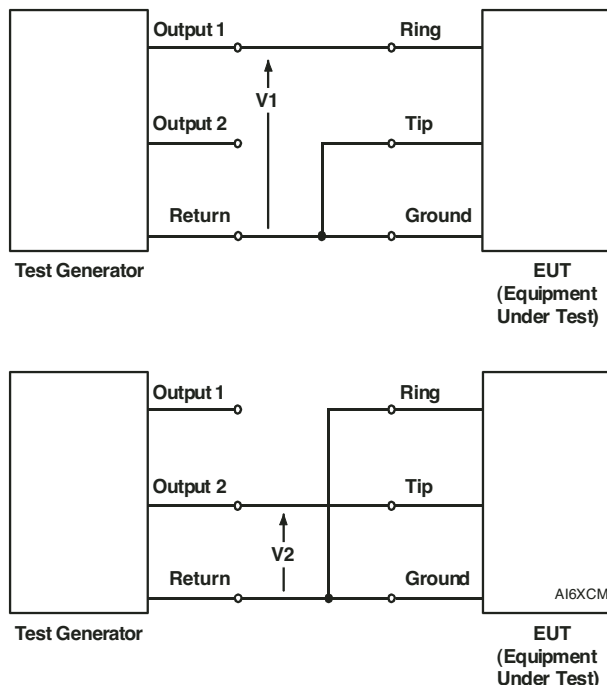 Output 1
Ring
V1
Output 2
Tip
Return
Ground
Test Generator
EUT
(Equipment
Under Test)
Output 1
Ring
Output 2
Tip
V2
Return
Ground
AI6XCM
Test Generator
EUT
(Equipment
Under Test)